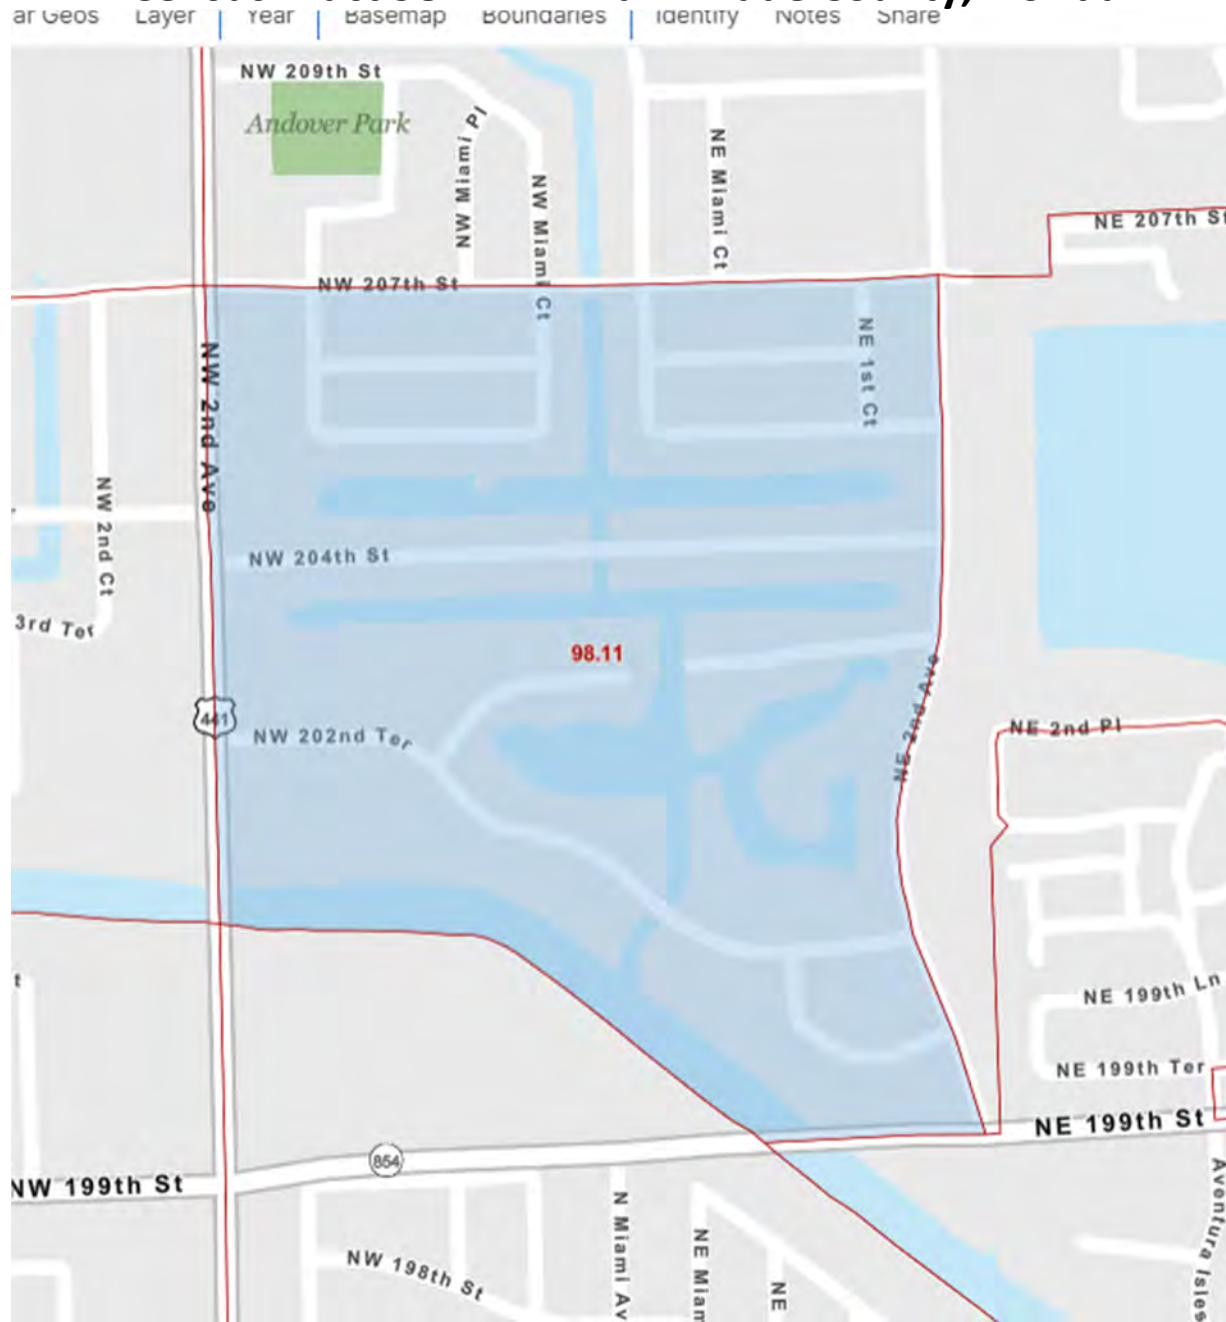 Layer Year Basemap Boundaries Identify Notes Share
NW 209th St
Andover Park
NW Miami Pl
NW Miami Ct
NE Miami Ct
NE 207th St
NW 207th St
NE 1st Ct
NW 2nd Ave
NW 2nd Ct
NW 204th St
3rd Ter
98.11
441
NW 202nd Ter
NE 2nd Ave
NE 2nd Pl
NE 199th Ln
NE 199th Ter
NE 199th St
854
NW 199th St
N Miami Av
NE Miam
NE
NW 198th St
Aventura Isles